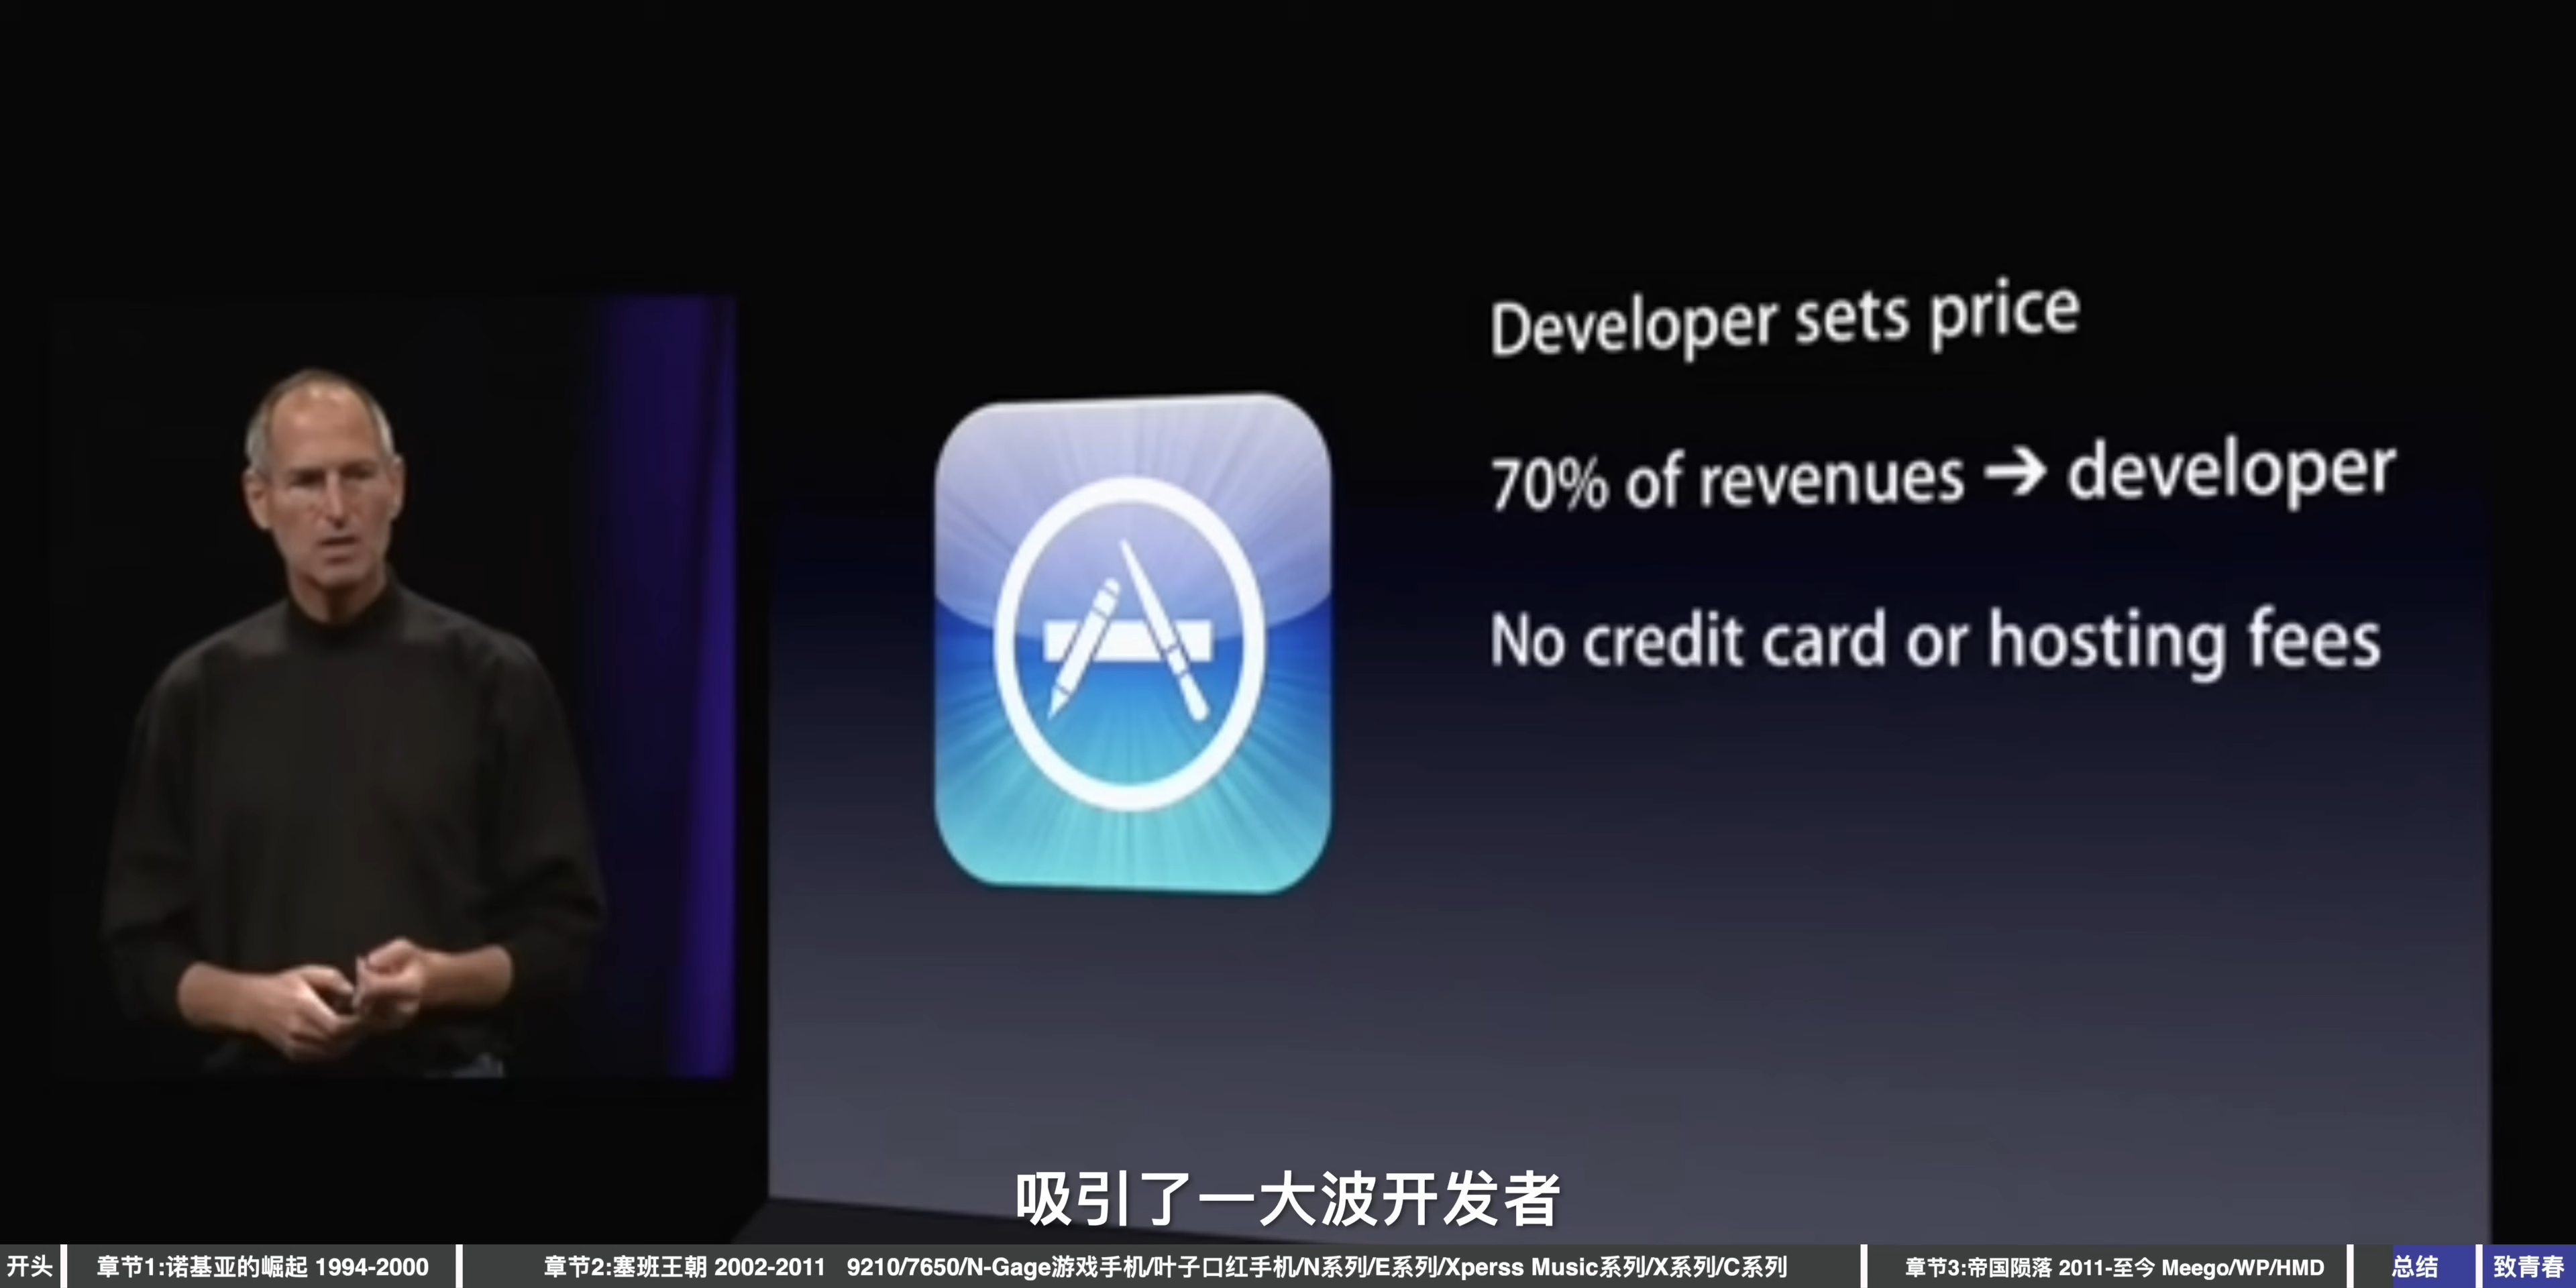 Developer sets price
70% of revenues ➔ developer
No credit card or hosting fees
吸引了一大波开发者
开头
章节1:诺基亚的崛起 1994-2000
章节2:塞班王朝 2002-2011 9210/7650/N-Gage游戏手机/叶子口红手机/N系列/E系列/Xperss Music系列/X系列/C系列
章节3:帝国陨落 2011-至今 Meego/WP/HMD
总结
致青春